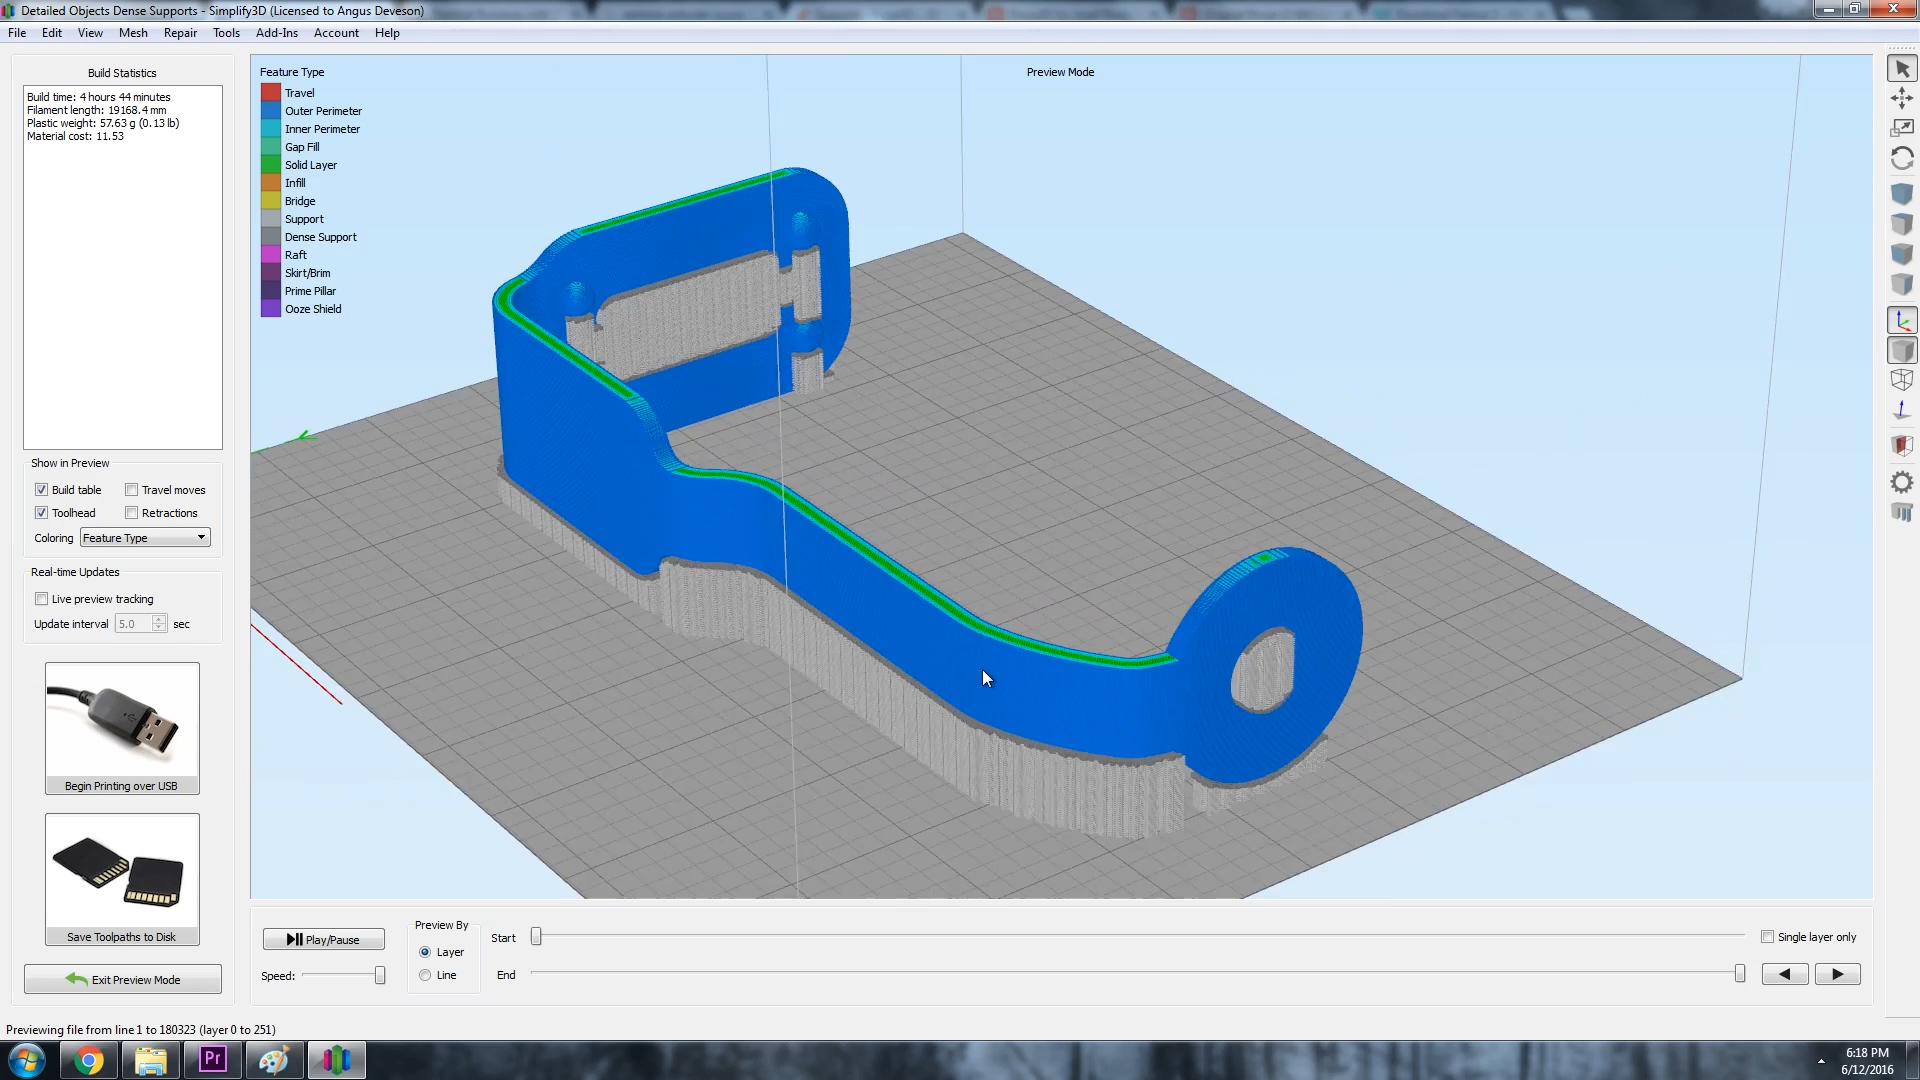 Detailed Objects Dense Supports - Simplify3D (Licensed to Angus Deveson)
File Edit View Mesh Repair Tools Add-Ins Account Help
Build Statistics
Build time: 4 hours 44 minutes
Filament length: 19168.4 mm
Plastic weight: 57.63 g (0.13 lb)
Material cost: 11.53
Show in Preview
Build table Travel moves
Toolhead Retractions
Coloring Feature Type
Real-time Updates
Live preview tracking
Update interval 5.0 sec
Begin Printing over USB
Save Toolpaths to Disk
Exit Preview Mode
Feature Type
Travel
Outer Perimeter
Inner Perimeter
Gap Fill
Solid Layer
Infill
Bridge
Support
Dense Support
Raft
Skirt/Brim
Prime Pillar
Ooze Shield
Preview Mode
Play/Pause
Speed:
Preview By
Layer
Line
Start
End
Single layer only
Previewing file from line 1 to 180323 (layer 0 to 251)
Pr
6:18 PM
6/12/2016